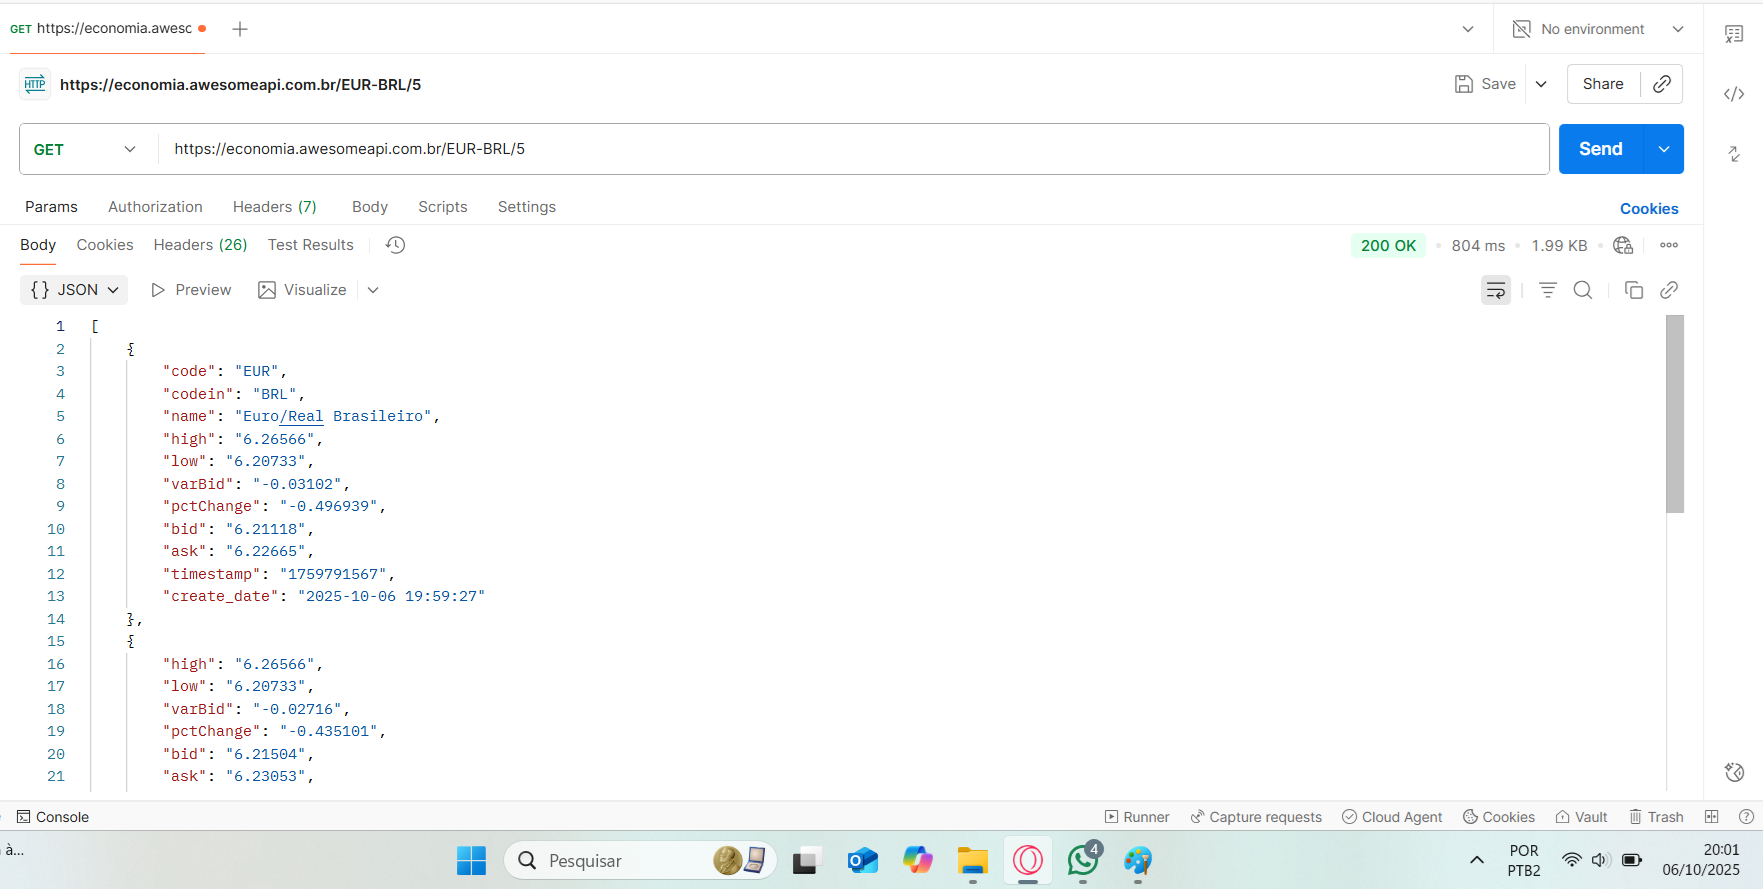 GET https://economia.awesc
No environment
HTTP https://economia.awesomeapi.com.br/EUR-BRL/5
Save
Share
GET
https://economia.awesomeapi.com.br/EUR-BRL/5
Send
Params Authorization Headers (7) Body Scripts Settings
Cookies
Body Cookies Headers (26) Test Results
200 OK • 804 ms • 1.99 KB •
{} JSON Preview Visualize
1 [
2 {
3 "code": "EUR",
4 "codein": "BRL",
5 "name": "Euro/Real Brasileiro",
6 "high": "6.26566",
7 "low": "6.20733",
8 "varBid": "-0.03102",
9 "pctChange": "-0.496939",
10 "bid": "6.21118",
11 "ask": "6.22665",
12 "timestamp": "1759791567",
13 "create_date": "2025-10-06 19:59:27"
14 },
15 {
16 "high": "6.26566",
17 "low": "6.20733",
18 "varBid": "-0.02716",
19 "pctChange": "-0.435101",
20 "bid": "6.21504",
21 "ask": "6.23053",
Console
Runner Capture requests Cloud Agent Cookies Vault Trash
à...
Pesquisar
4
POR
PTB2
20:01
06/10/2025